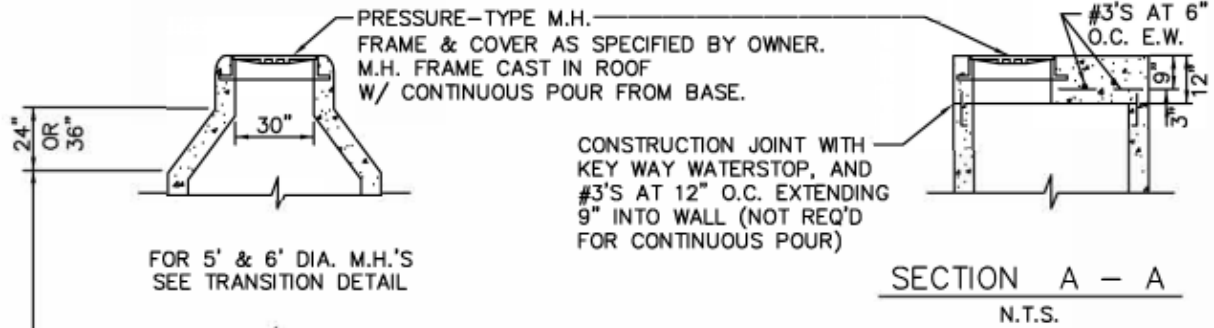 PRESSURE-TYPE M.H.
FRAME & COVER AS SPECIFIED BY OWNER.
M.H. FRAME CAST IN ROOF
W/ CONTINUOUS POUR FROM BASE.
#3'S AT 6"
O.C. E.W.
9"
12"
3"
24"
OR
36"
30"
CONSTRUCTION JOINT WITH
KEY WAY WATERSTOP, AND
#3'S AT 12" O.C. EXTENDING
9" INTO WALL (NOT REQ'D
FOR CONTINUOUS POUR)
FOR 5' & 6' DIA. M.H.'S
SEE TRANSITION DETAIL
SECTION A - A
N.T.S.